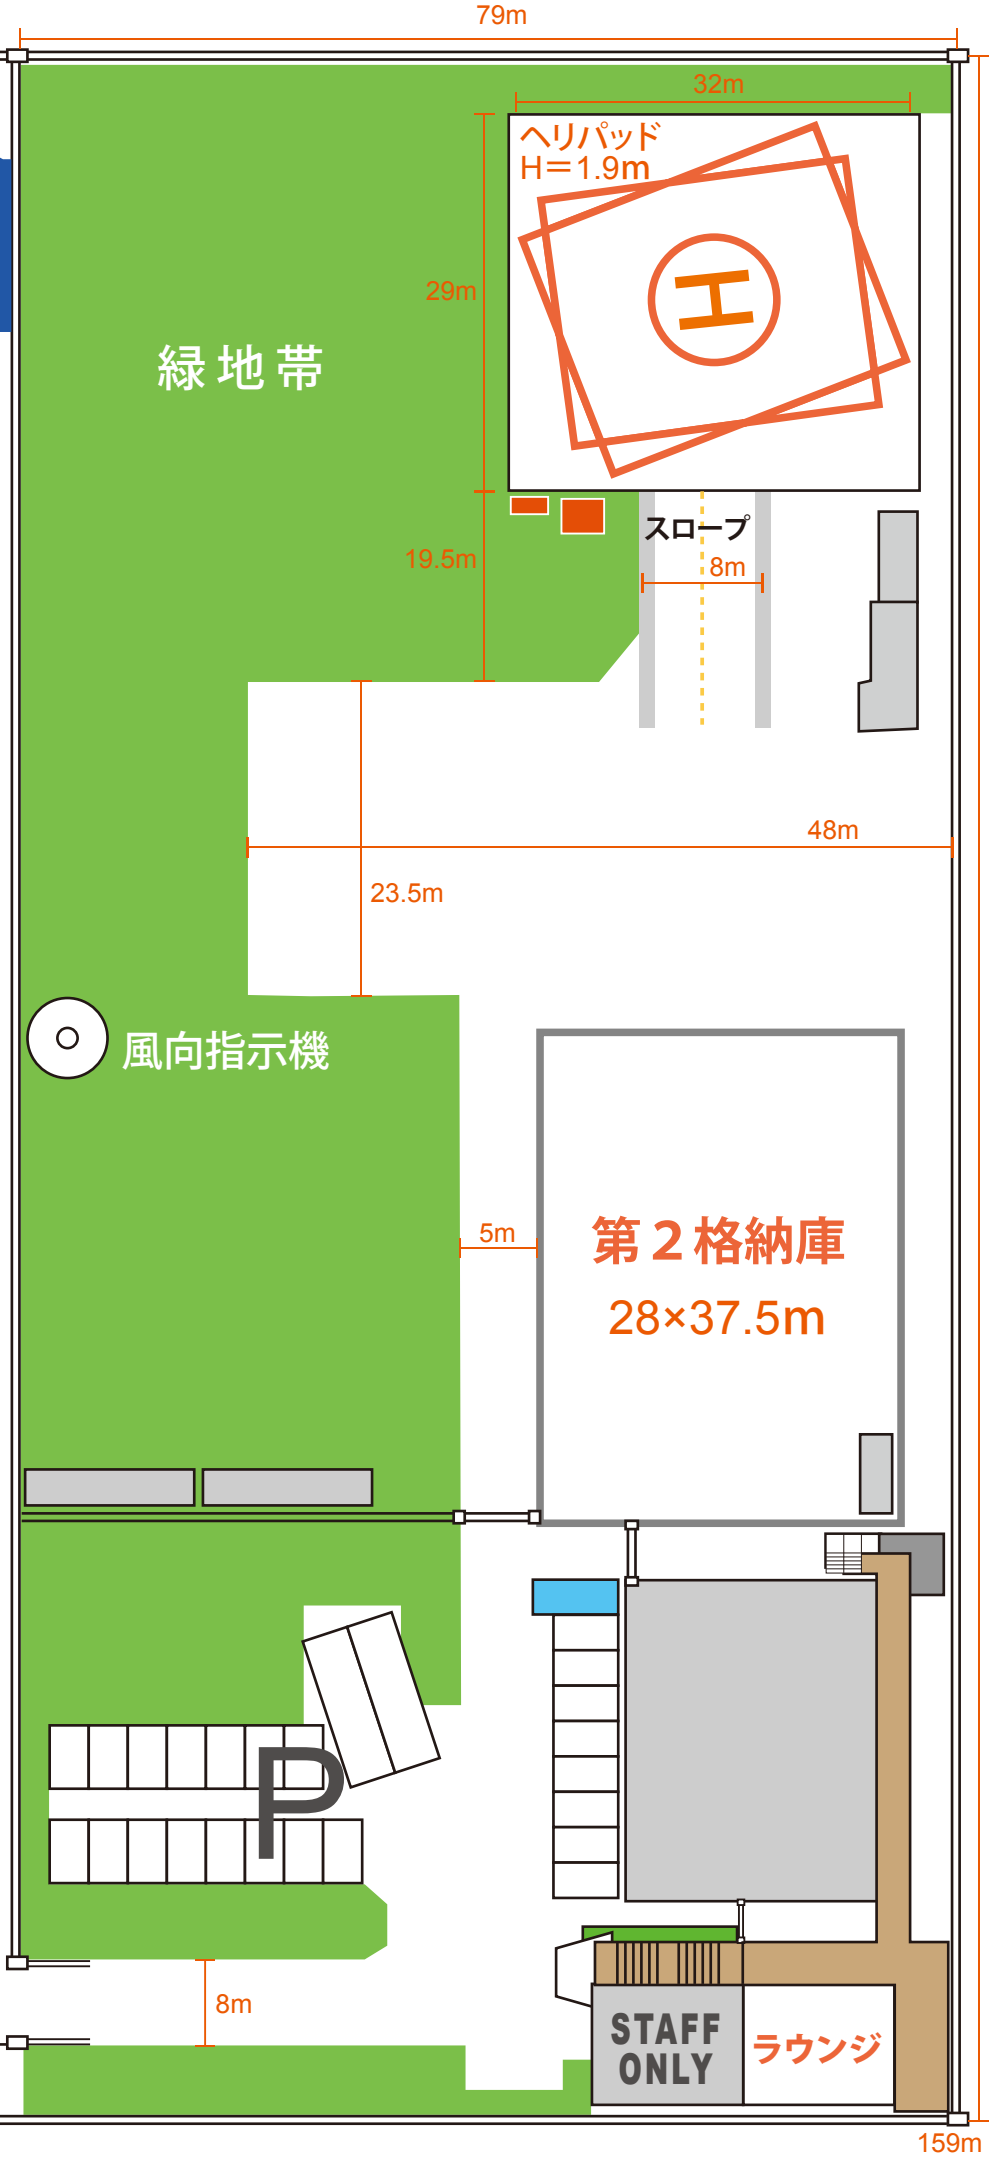 79m
32m
ヘリパッド
H＝1.9m
H
29m
緑地帯
スロープ
19.5m
8m
48m
23.5m
風向指示機
5m
第２格納庫
28×37.5m
P
8m
STAFF
ONLY
ラウンジ
159m